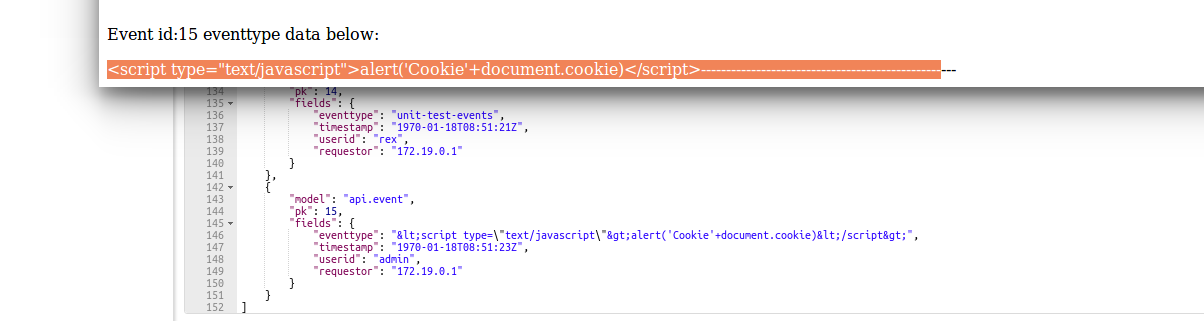 Event id:15 eventtype data below:
<script type="text/javascript">alert('Cookie'+document.cookie)</script>---------------------------------------------------
134 "pk": 14,
135 "fields": {
136 "eventtype": "unit-test-events",
137 "timestamp": "1970-01-18T08:51:21Z",
138 "userid": "rex",
139 "requestor": "172.19.0.1"
140 }
141 },
142 {
143 "model": "api.event",
144 "pk": 15,
145 "fields": {
146 "eventtype": "&lt;script type=\"text/javascript\"&gt;alert('Cookie'+document.cookie)&lt;/script&gt;",
147 "timestamp": "1970-01-18T08:51:23Z",
148 "userid": "admin",
149 "requestor": "172.19.0.1"
150 }
151 }
152 ]